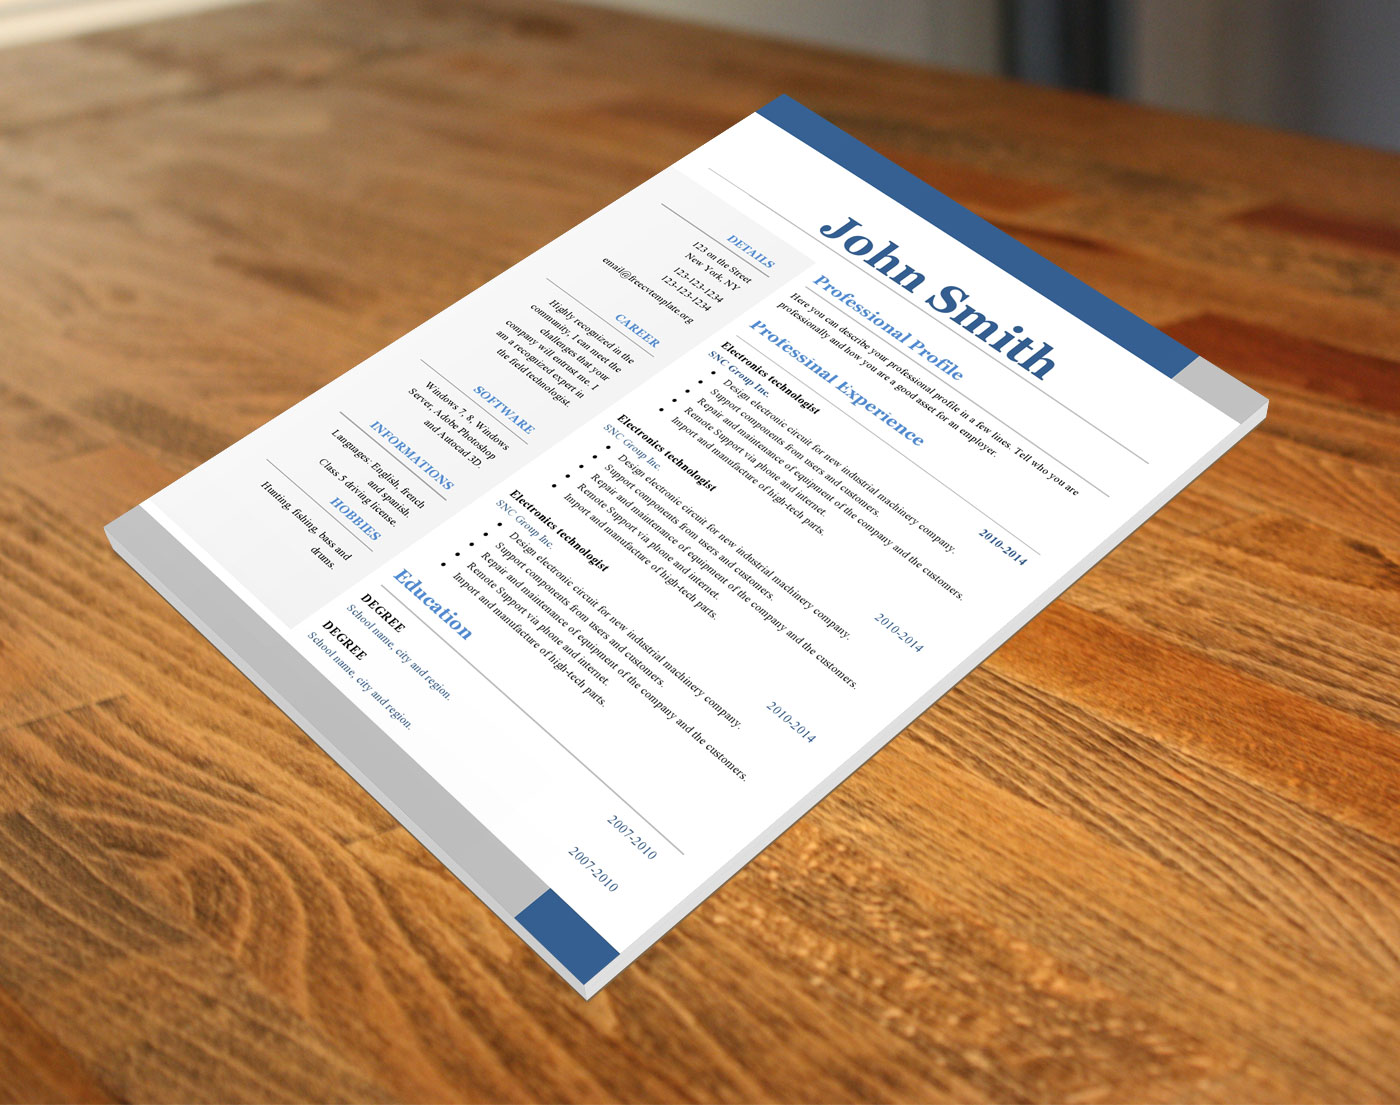 John Smith
DETAILS
123 on the Street
New York, NY
123-123-1234
123-123-1234
email@freecvtemplate.org
CAREER
Highly recognized in the
community, I can meet the
challenges that your
company will entrust me. I
am a recognized expert in
the field technologist.
SOFTWARE
Windows 7, 8, Windows
Server, Adobe Photoshop
and Autocad 3D.
INFORMATIONS
Languages: English, french
and spanish.
Class 5 driving license.
HOBBIES
Hunting, fishing, bass and
drms.
Professional Profile
Here you can describe your professional profile in a few lines. Tell who you are
professionally and how you are a good asset for an employer.
Professinal Experience
Electronics technologist
SNC Group Inc. 2010-2014
• Design electronic circuit for new industrial machinery company.
• Support components from users and customers.
• Repair and maintenance of equipment of the company and the customers.
• Remote Support via phone and internet.
• Import and manufacture of high-tech parts.
Electronics technologist
SNC Group Inc. 2010-2014
• Design electronic circuit for new industrial machinery company.
• Support components from users and customers.
• Repair and maintenance of equipment of the company and the customers.
• Remote Support via phone and internet.
• Import and manufacture of high-tech parts.
Electronics technologist
SNC Group Inc. 2010-2014
• Design electronic circuit for new industrial machinery company.
• Support components from users and customers.
• Repair and maintenance of equipment of the company and the customers.
• Remote Support via phone and internet.
• Import and manufacture of high-tech parts.
Education
DEGREE
School name, city and region. 2007-2010
DEGREE
School name, city and region. 2007-2010